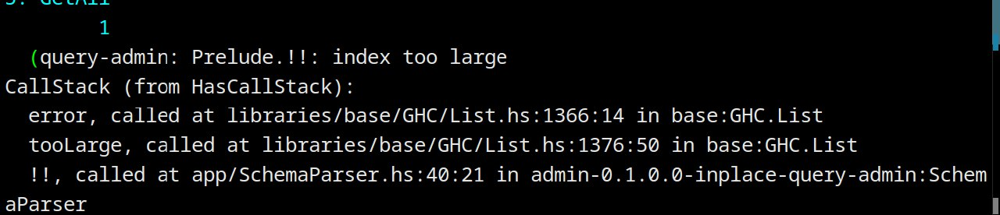 3: GetAll
1
(query-admin: Prelude.!!: index too large
CallStack (from HasCallStack):
error, called at libraries/base/GHC/List.hs:1366:14 in base:GHC.List
tooLarge, called at libraries/base/GHC/List.hs:1376:50 in base:GHC.List
!!, called at app/SchemaParser.hs:40:21 in admin-0.1.0.0-inplace-query-admin:Schem
aParser